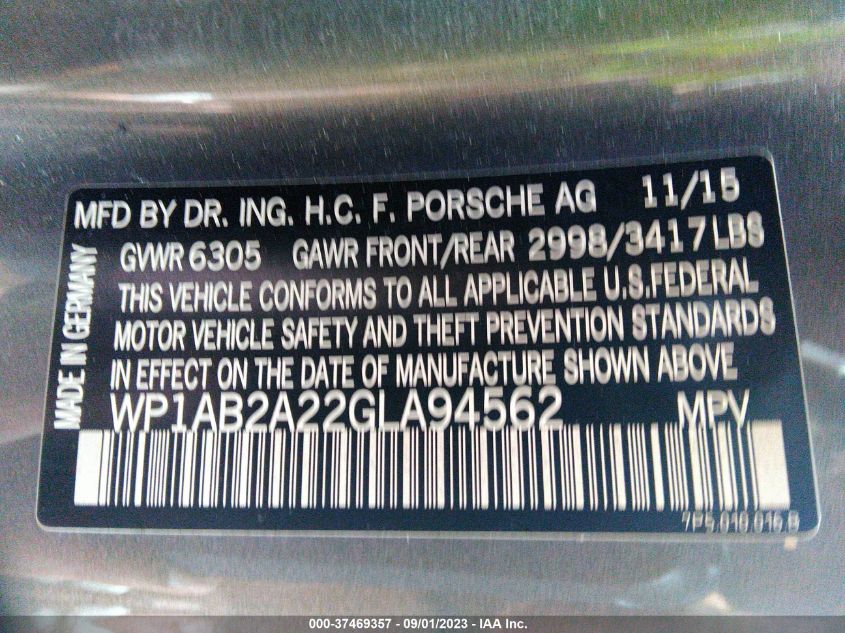 MFD BY DR. ING. H.C. F. PORSCHE AG 11/15
GVWR 6305 GAWR FRONT/REAR 2998/3417 LBS
THIS VEHICLE CONFORMS TO ALL APPLICABLE U.S. FEDERAL
MOTOR VEHICLE SAFETY AND THEFT PREVENTION STANDARDS
IN EFFECT ON THE DATE OF MANUFACTURE SHOWN ABOVE
WP1AB2A22GLA94562 MPV
MADE IN GERMANY
7P5.010.016.B
000-37469357 - 09/01/2023 - IAA Inc.